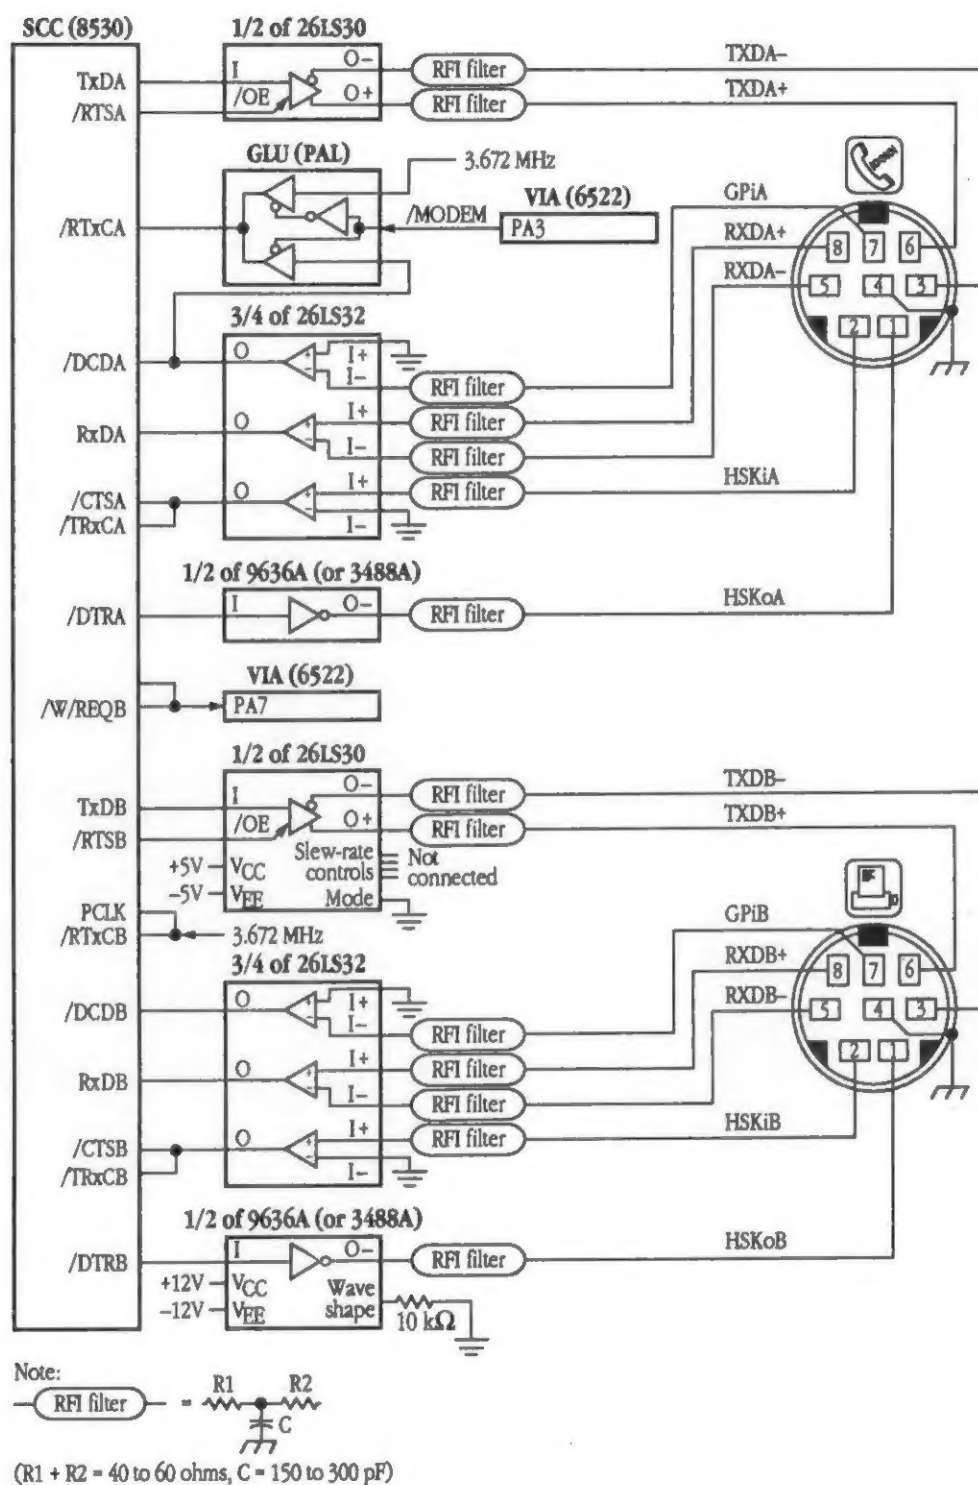 SCC (8530)
1/2 of 26LS30
TxDA
/RTSA
I
/OE
O–
O+
RFI filter
RFI filter
TXDA–
TXDA+
GLU (PAL)
3.672 MHz
/RTxCA
/MODEM
VIA (6522)
PA3
GPiA
RXDA+
RXDA–
8
7
6
5
4
3
2
1
3/4 of 26LS32
/DCDA
O
I+
I–
RFI filter
RxDA
O
I+
RFI filter
I–
RFI filter
/CTSA
/TRxCA
O
I+
I–
RFI filter
HSKiA
1/2 of 9636A (or 3488A)
/DTRA
I
O–
RFI filter
HSKoA
VIA (6522)
/W/REQB
PA7
1/2 of 26LS30
TxDB
/RTSB
I
/OE
O–
O+
RFI filter
RFI filter
TXDB–
TXDB+
+5V
VCC
–5V
VEE
Slew-rate
controls
Not
connected
Mode
PCLK
/RTxCB
3.672 MHz
GPiB
RXDB+
RXDB–
8
7
6
5
4
3
2
1
3/4 of 26LS32
/DCDB
O
I+
I–
RFI filter
RxDB
O
I+
RFI filter
I–
RFI filter
/CTSB
/TRxCB
O
I+
I–
RFI filter
HSKiB
1/2 of 9636A (or 3488A)
/DTRB
I
O–
RFI filter
HSKoB
+12V
VCC
–12V
VEE
Wave
shape
10 kΩ
Note:
RFI filter = R1 R2
C
(R1 + R2 = 40 to 60 ohms, C = 150 to 300 pF)